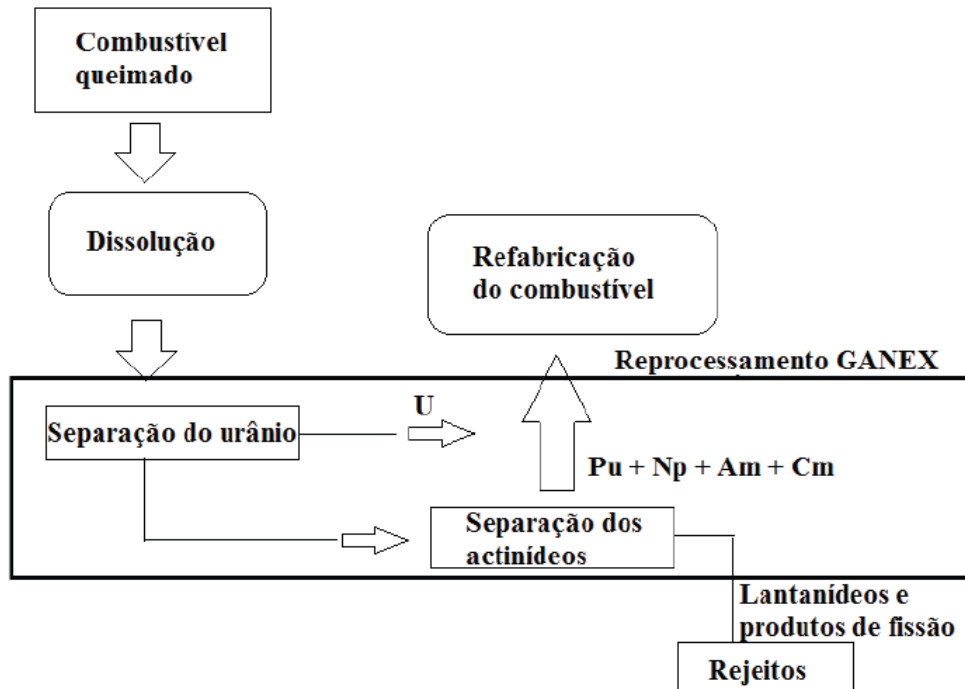 Combustível
queimado
Dissolução
Refabricação
do combustível
Reprocessamento GANEX
Separação do urânio
U
Pu + Np + Am + Cm
Separação dos
actinídeos
Lantanídeos e
produtos de fissão
Rejeitos